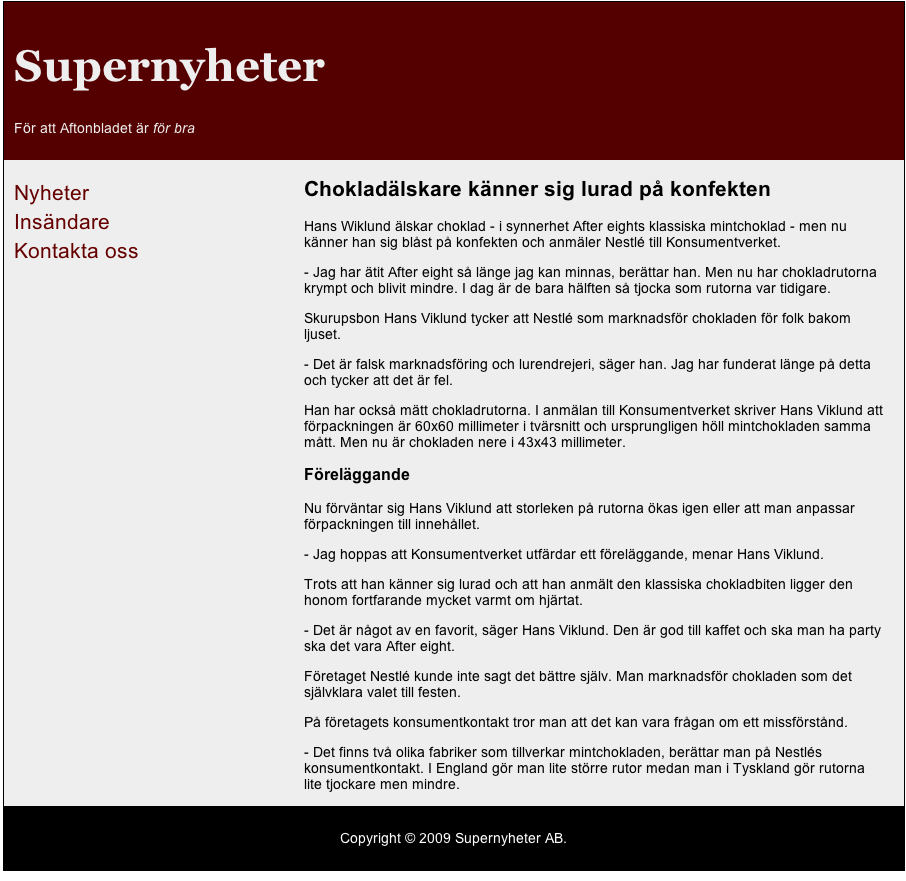 Supernyheter
För att Aftonbladet är för bra
Nyheter
Insändare
Kontakta oss
Chokladälskare känner sig lurad på konfekten
Hans Wiklund älskar choklad - i synnerhet After eights klassiska mintchoklad - men nu
känner han sig blåst på konfekten och anmäler Nestlé till Konsumentverket.
- Jag har ätit After eight så länge jag kan minnas, berättar han. Men nu har chokladrutorna
krympt och blivit mindre. I dag är de bara hälften så tjocka som rutorna var tidigare.
Skurupsbon Hans Viklund tycker att Nestlé som marknadsför chokladen för folk bakom
ljuset.
- Det är falsk marknadsföring och lurendrejeri, säger han. Jag har funderat länge på detta
och tycker att det är fel.
Han har också mätt chokladrutorna. I anmälan till Konsumentverket skriver Hans Viklund att
förpackningen är 60x60 millimeter i tvärsnitt och ursprungligen höll mintchokladen samma
mått. Men nu är chokladen nere i 43x43 millimeter.
Föreläggande
Nu förväntar sig Hans Viklund att storleken på rutorna ökas igen eller att man anpassar
förpackningen till innehållet.
- Jag hoppas att Konsumentverket utfärdar ett föreläggande, menar Hans Viklund.
Trots att han känner sig lurad och att han anmält den klassiska chokladbiten ligger den
honom fortfarande mycket varmt om hjärtat.
- Det är något av en favorit, säger Hans Viklund. Den är god till kaffet och ska man ha party
ska det vara After eight.
Företaget Nestlé kunde inte sagt det bättre själv. Man marknadsför chokladen som det
självklara valet till festen.
På företagets konsumentkontakt tror man att det kan vara frågan om ett missförstånd.
- Det finns två olika fabriker som tillverkar mintchokladen, berättar man på Nestlés
konsumentkontakt. I England gör man lite större rutor medan man i Tyskland gör rutorna
lite tjockare men mindre.
Copyright © 2009 Supernyheter AB.